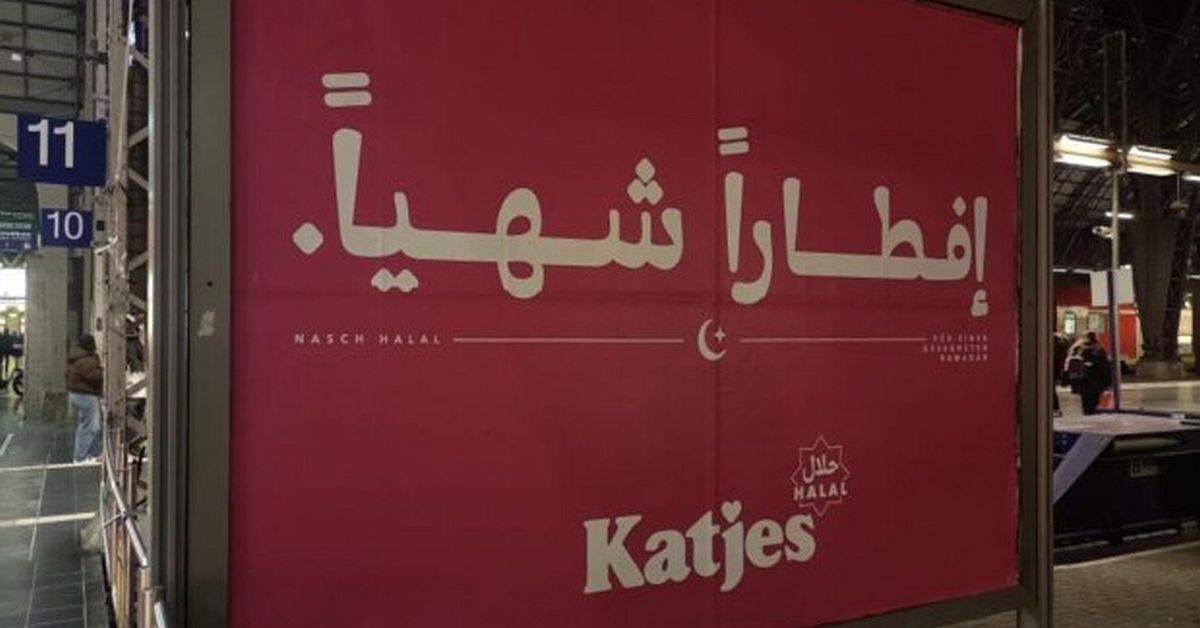 11
10
إفطاراً شهياً.
NASCH HALAL
FÜR EINEN
GESEGNETEN
RAMADAN
حلال
HALAL
Katjes